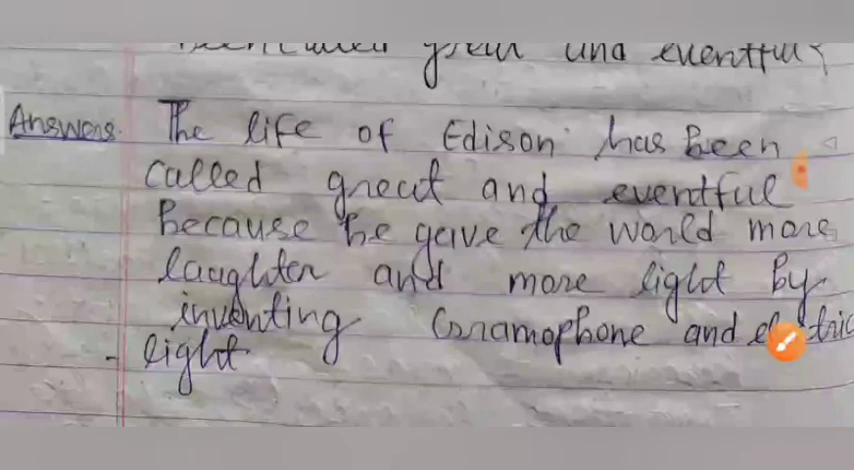 great and eventful?
Answers. The life of Edison has been
called great and eventful
Because he gave the world more
laughter and more light By
inventing Gramophone and electric
light